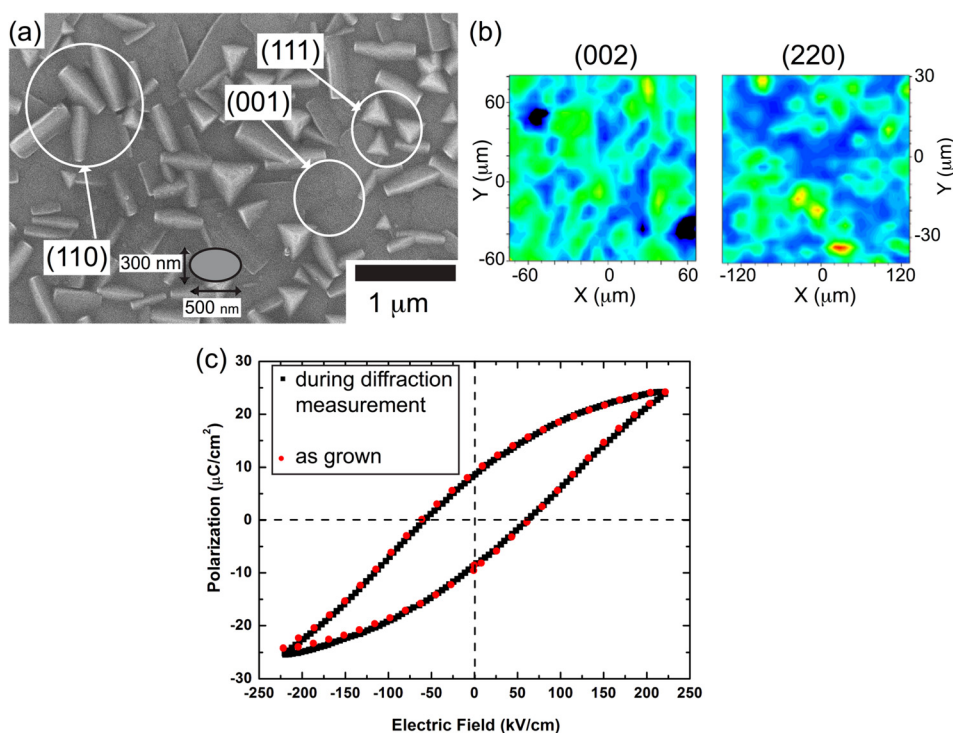 (a)
(111)
(001)
(110)
300 nm
500 nm
1 μm
(b)
(002)
(220)
60
40
0
-60
Y (μm)
-60
0
60
X (μm)
30
0
-30
Y (μm)
-120
0
120
X (μm)
(c)
during diffraction
measurement
as grown
30
20
10
0
-10
-20
-30
Polarization (μC/cm²)
-250 -200 -150 -100 -50 0 50 100 150 200 250
Electric Field (kV/cm)